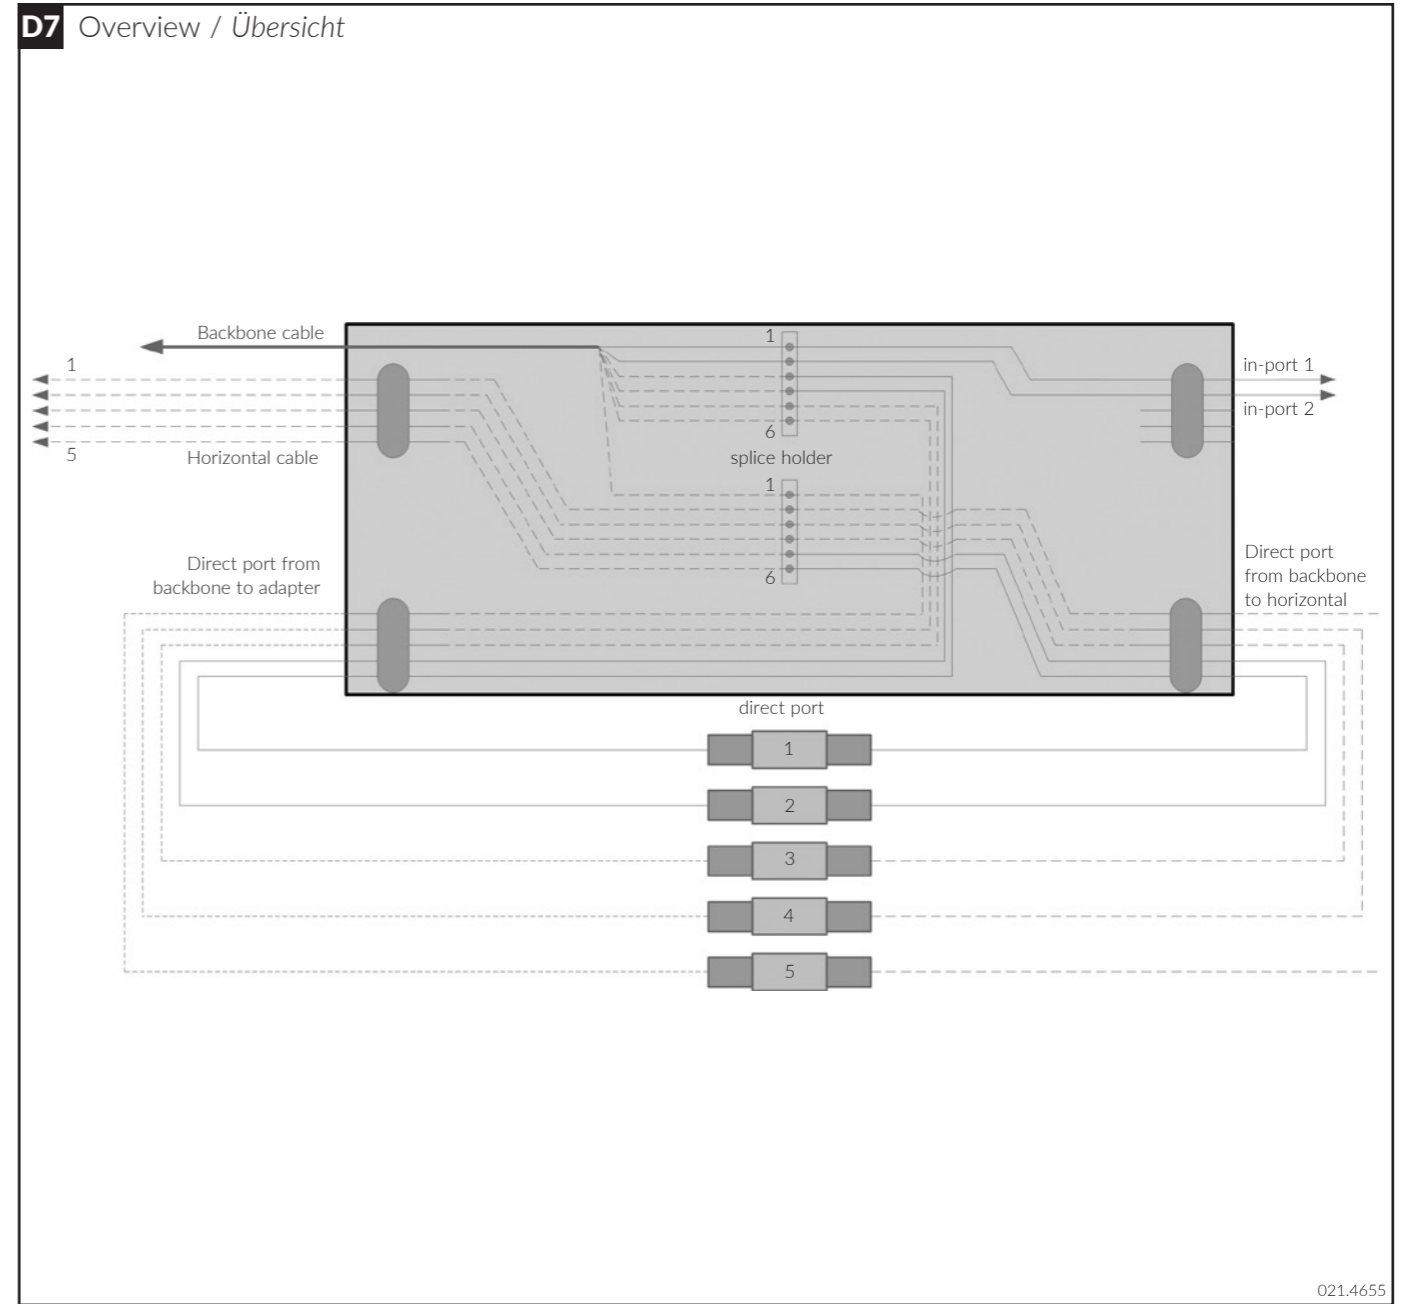 D7 Overview / Übersicht
Backbone cable
1
5
Horizontal cable
1
6
splice holder
1
6
in-port 1
in-port 2
Direct port from
backbone to adapter
Direct port
from backbone
to horizontal
direct port
1
2
3
4
5
021.4655